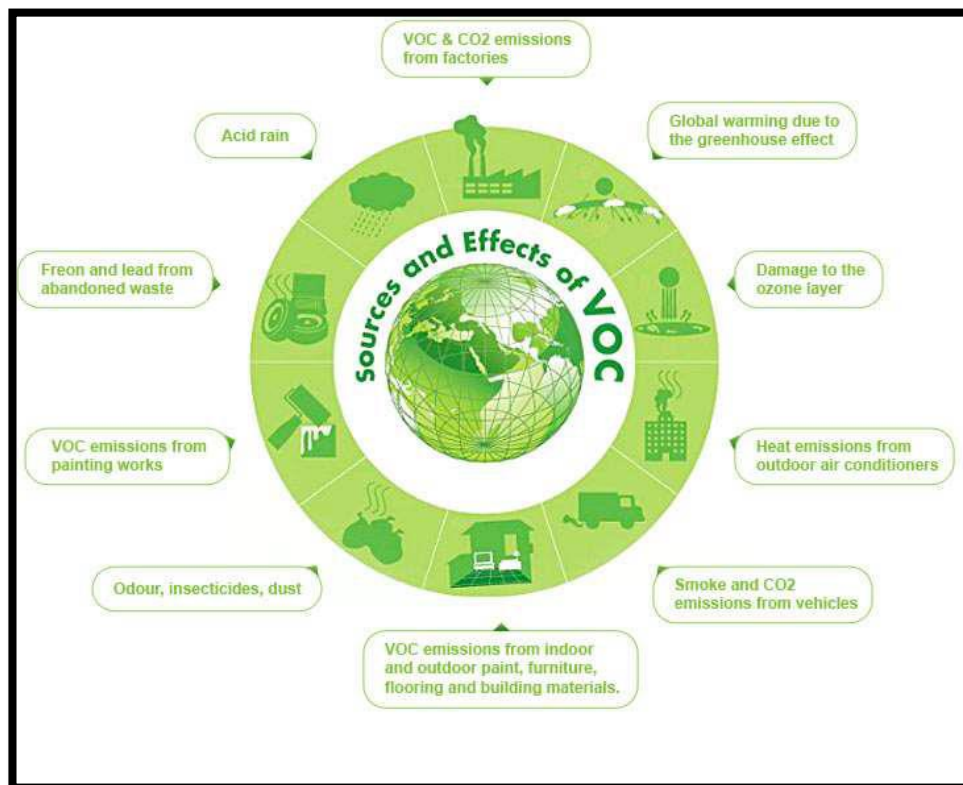 VOC & CO2 emissions
from factories
Acid rain
Global warming due to
the greenhouse effect
Sources and Effects of VOC
Freon and lead from
abandoned waste
Damage to the
ozone layer
VOC emissions from
painting works
Heat emissions from
outdoor air conditioners
Odour, insecticides, dust
Smoke and CO2
emissions from vehicles
VOC emissions from indoor
and outdoor paint, furniture,
flooring and building materials.